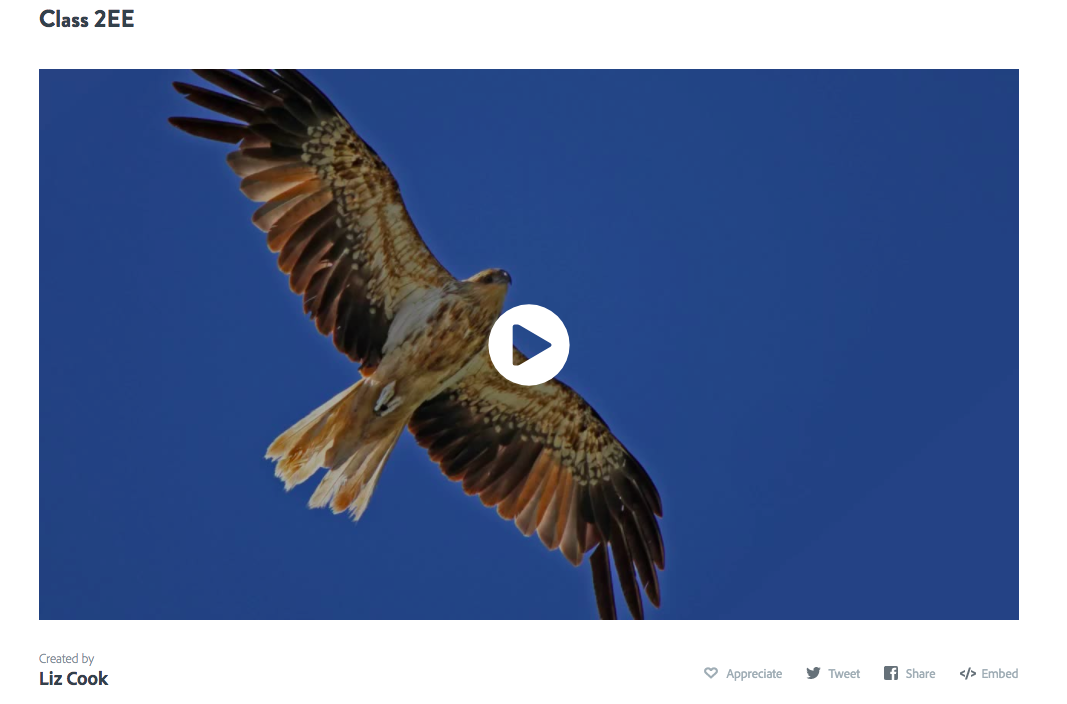 Class 2EE
Created by
Liz Cook
Appreciate
Tweet
Share
</> Embed